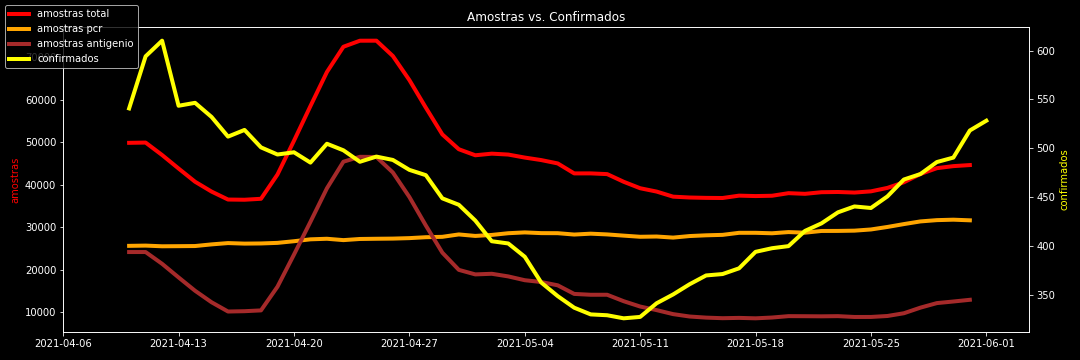 Amostras vs. Confirmados
amostras total
amostras pcr
amostras antigenio
confirmados
70000
60000
50000
40000
30000
20000
10000
amostras
600
550
500
450
400
350
confirmados
2021-04-06 2021-04-13 2021-04-20 2021-04-27 2021-05-04 2021-05-11 2021-05-18 2021-05-25 2021-06-01